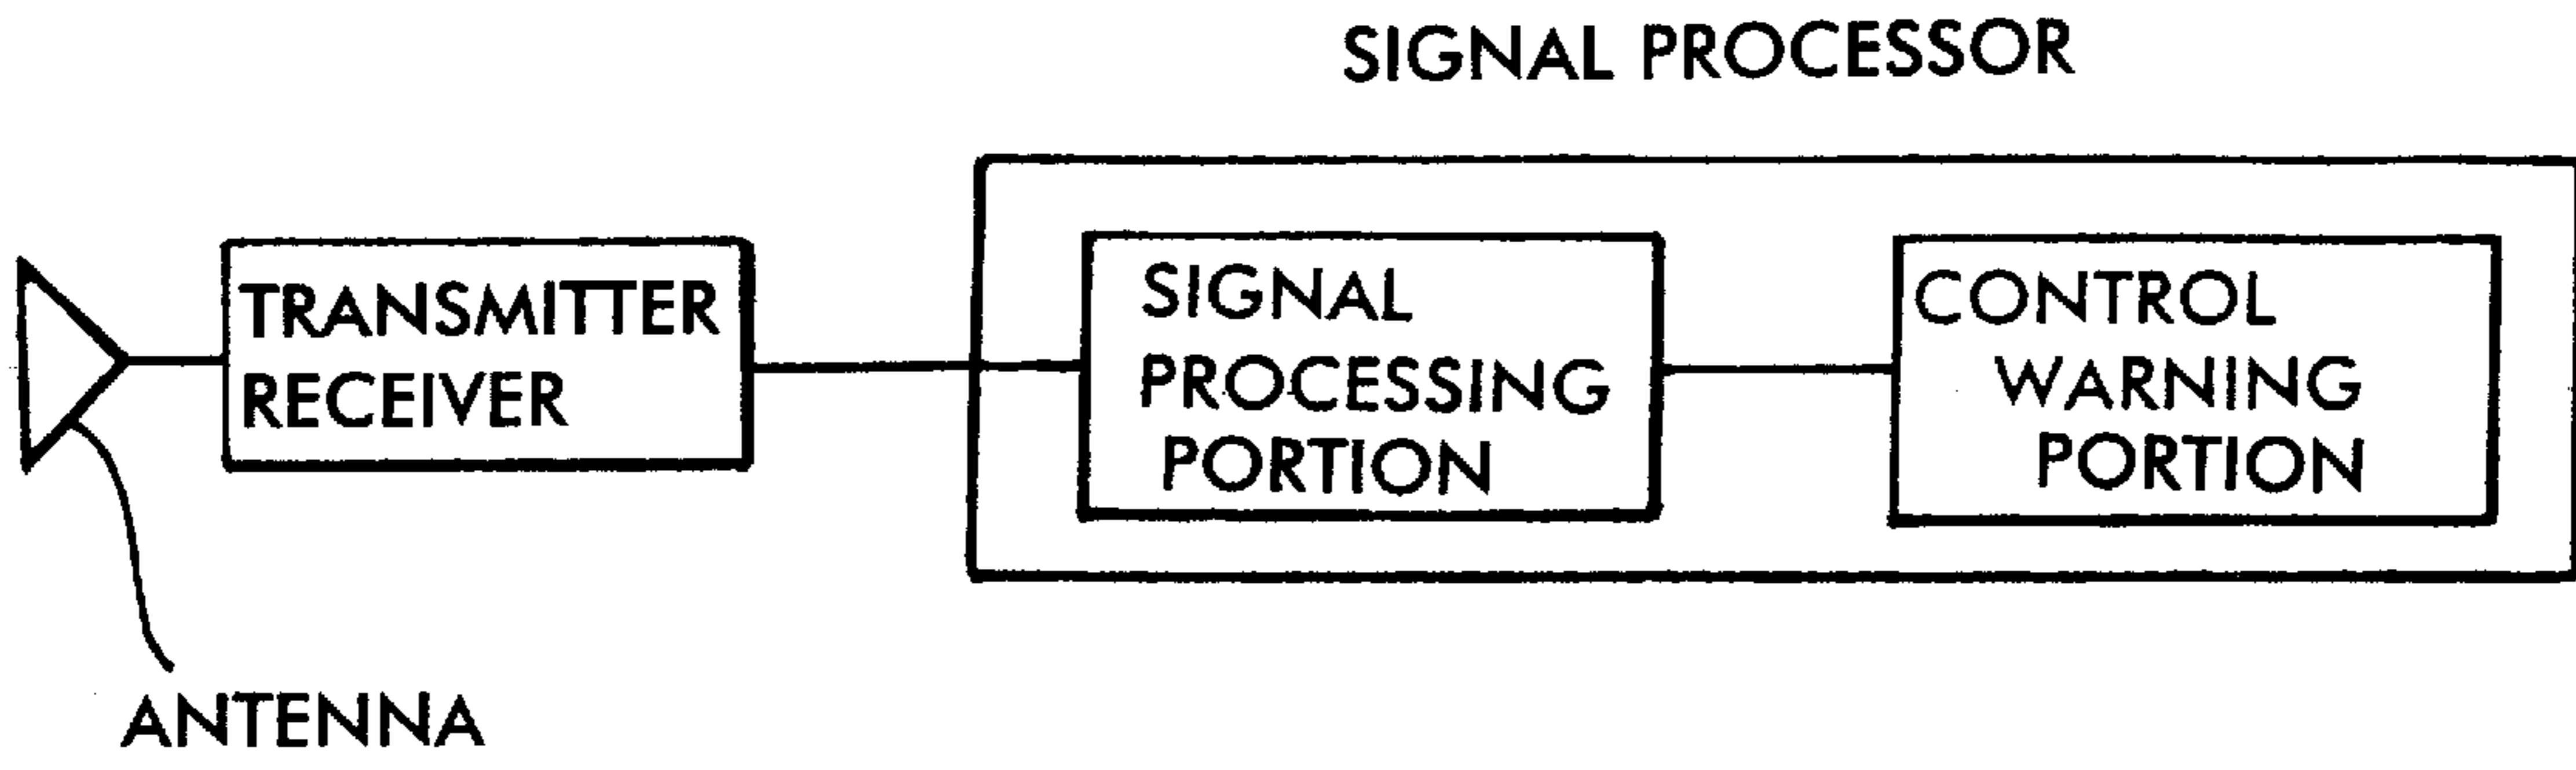 SIGNAL PROCESSOR
TRANSMITTER
RECEIVER
SIGNAL
PROCESSING
PORTION
CONTROL
WARNING
PORTION
ANTENNA